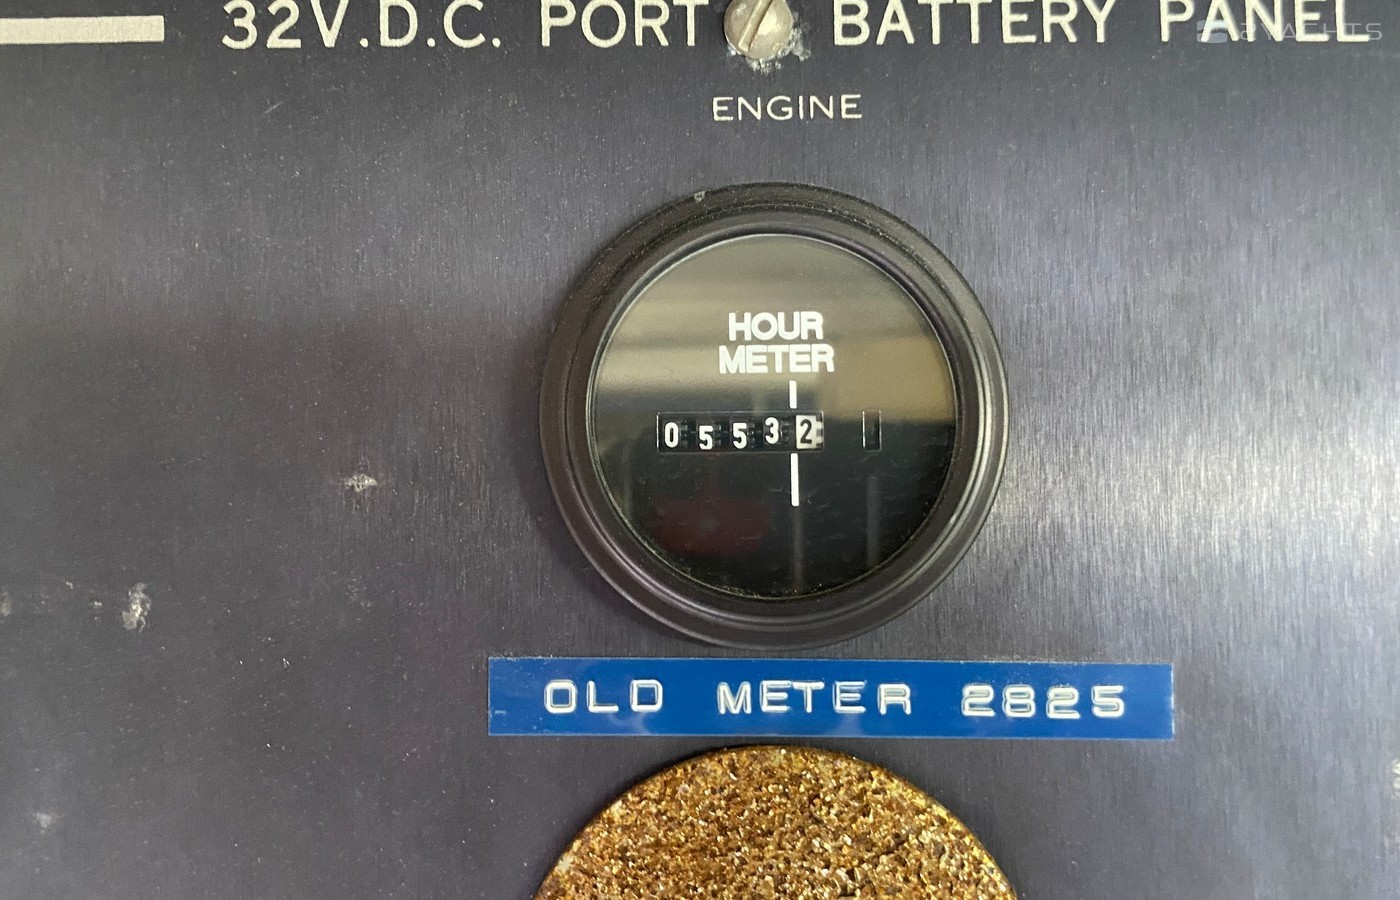 32V.D.C. PORT BATTERY PANEL
ENGINE
HOUR
METER
05532
OLD METER 2825